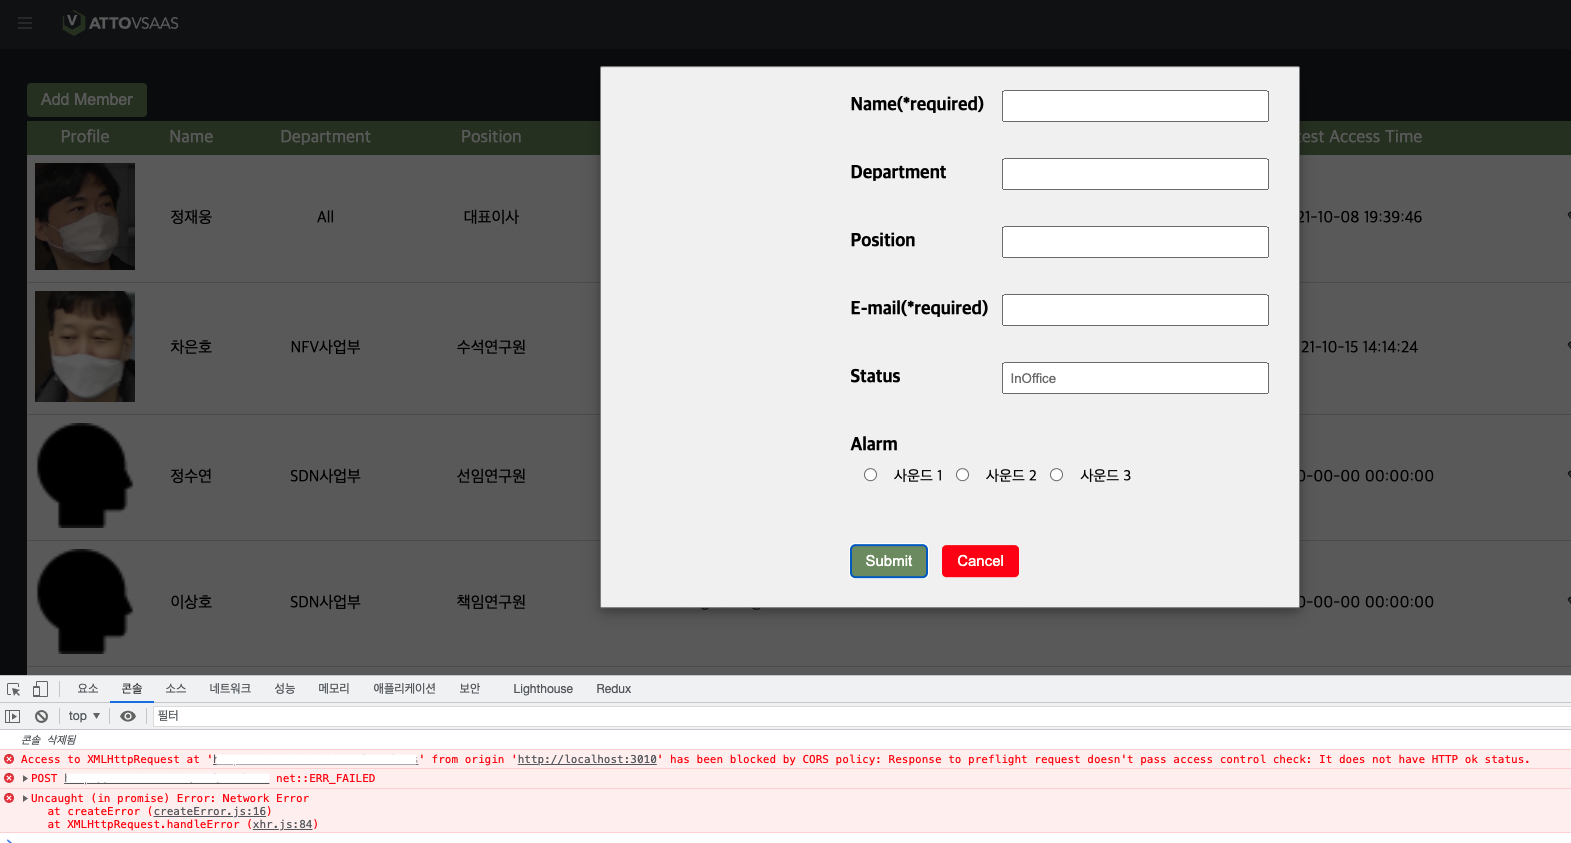 ATTOVSAAS
Add Member
Profile Name Department Position est Access Time
정재웅 All 대표이사 21-10-08 19:39:46
차은호 NFV사업부 수석연구원 21-10-15 14:14:24
정수연 SDN사업부 선임연구원 0-00-00 00:00:00
이상호 SDN사업부 책임연구원 0-00-00 00:00:00
Name(*required)
Department
Position
E-mail(*required)
Status InOffice
Alarm
사운드 1 사운드 2 사운드 3
Submit Cancel
요소 콘솔 소스 네트워크 성능 메모리 애플리케이션 보안 Lighthouse Redux
top ▼ 필터
콘솔 삭제됨
Access to XMLHttpRequest at ' ' from origin 'http://localhost:3010' has been blocked by CORS policy: Response to preflight request doesn't pass access control check: It does not have HTTP ok status.
POST net::ERR_FAILED
Uncaught (in promise) Error: Network Error
at createError (createError.js:16)
at XMLHttpRequest.handleError (xhr.js:84)